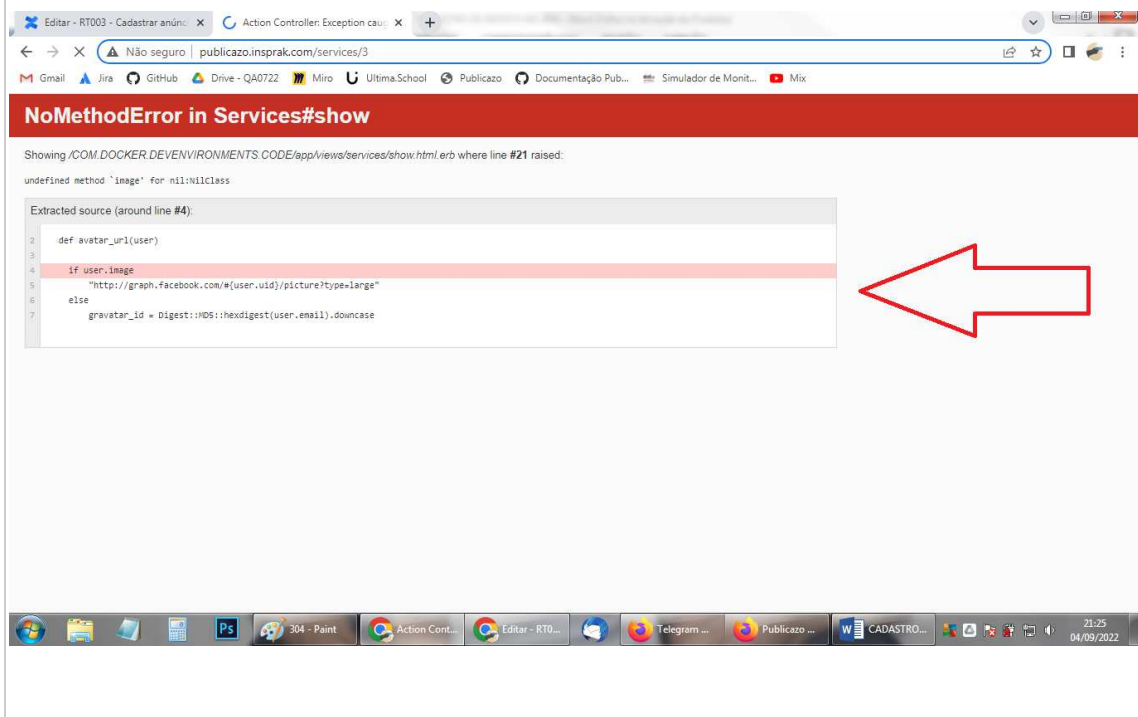 Editar - RT003 - Cadastrar anúnc
Action Controller: Exception cau
Não seguro | publicazo.insprak.com/services/3
Gmail Jira GitHub Drive - QA0722 Miro Ultima.School Publicazo Documentação Pub... Simulador de Monit... Mix
NoMethodError in Services#show
Showing /COM.DOCKER.DEVENVIRONMENTS.CODE/app/views/services/show.html.erb where line #21 raised:
undefined method `image' for nil:NilClass
Extracted source (around line #4):
2 def avatar_url(user)
3
4 if user.image
5 "http://graph.facebook.com/#{user.uid}/picture?type=large"
6 else
7 gravatar_id = Digest::MD5::hexdigest(user.email).downcase
Ps 304 - Paint Action Cont... Editar - RT0... Telegram ... Publicazo ... W CADASTRO...
21:25
04/09/2022